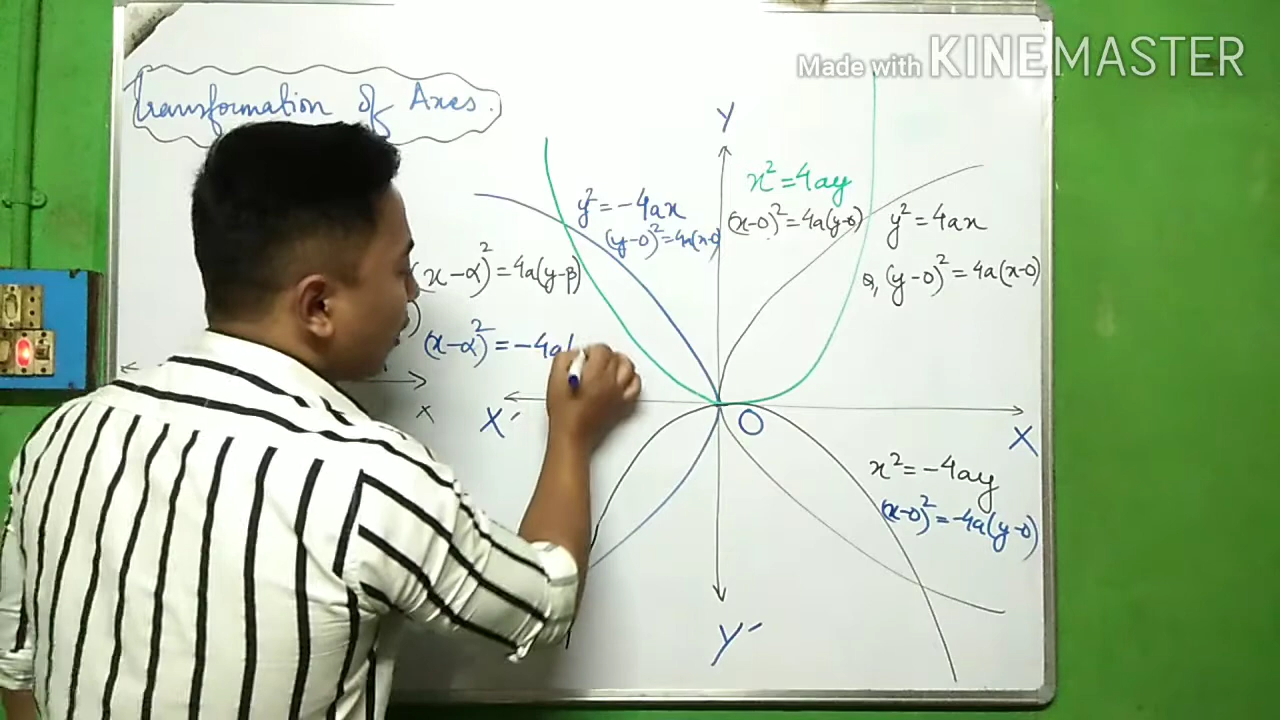 Made with KINEMASTER
Transformation of Axes.
Y
x² = 4ay
(x-0)² = 4a(y-0)
y² = -4ax
(y-0)² = 4a(x-0
y² = 4ax
(y-0)² = 4a(x-0)
(x-α)² = 4a(y-β)
(x-α)² = -4a(
X
X′
O
X
x² = -4ay
(x-0)² = -4a(y-0)
Y′